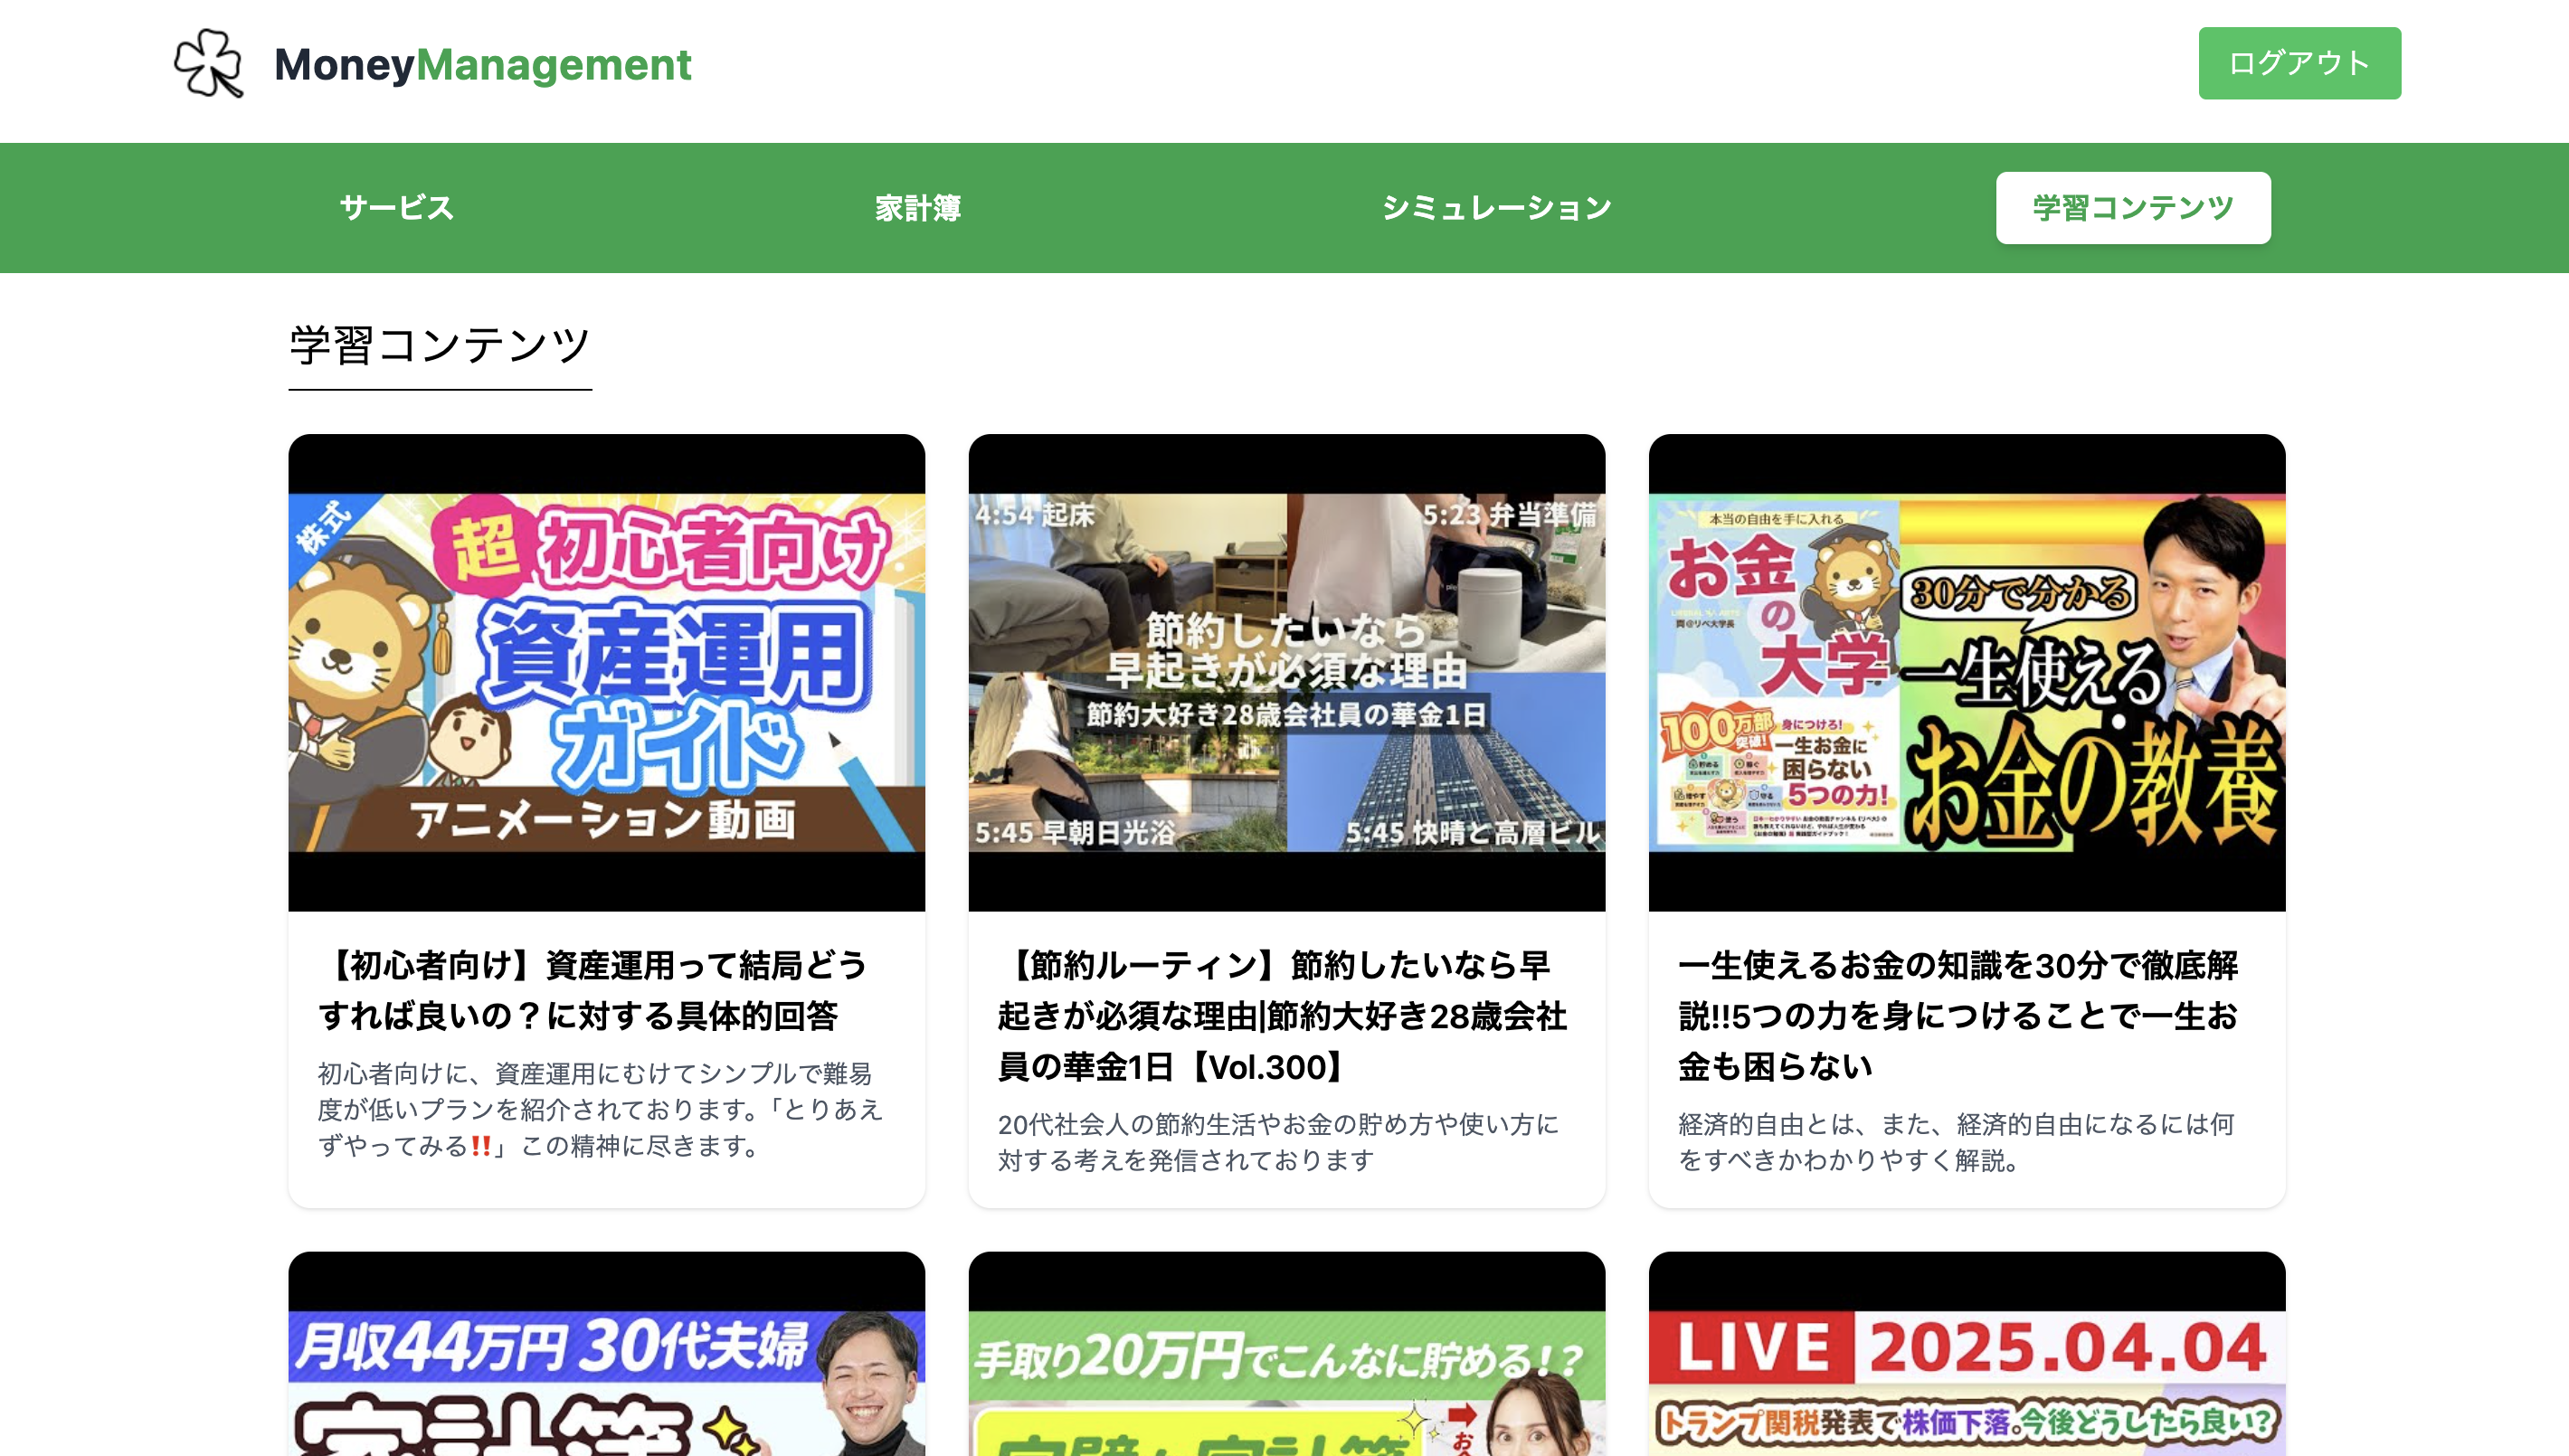 MoneyManagement
ログアウト
サービス
家計簿
シミュレーション
学習コンテンツ
学習コンテンツ
株式
超初心者向け
資産運用
ガイド
アニメーション動画
4:54 起床
5:23 弁当準備
節約したいなら
早起きが必須な理由
節約大好き28歳会社員の華金1日
5:45 早朝日光浴
5:45 快晴と高層ビル
本当の自由を手に入れる
お金
の
大学
両@リベ大学長
100万部
突破!
身につけろ!
一生お金に
困らない
5つの力!
30分で分かる
一生使える
お金の教養
【初心者向け】資産運用って結局どう
すれば良いの？に対する具体的回答
初心者向けに、資産運用にむけてシンプルで難易
度が低いプランを紹介されております。「とりあえ
ずやってみる‼️」この精神に尽きます。
【節約ルーティン】節約したいなら早
起きが必須な理由|節約大好き28歳会社
員の華金1日【Vol.300】
20代社会人の節約生活やお金の貯め方や使い方に
対する考えを発信されております
一生使えるお金の知識を30分で徹底解
説!!5つの力を身につけることで一生お
金も困らない
経済的自由とは、また、経済的自由になるには何
をすべきかわかりやすく解説。
月収44万円 30代夫婦
家計簿
手取り20万円でこんなに貯める!?
LIVE 2025.04.04
トランプ関税発表で株価下落。今後どうしたら良い?